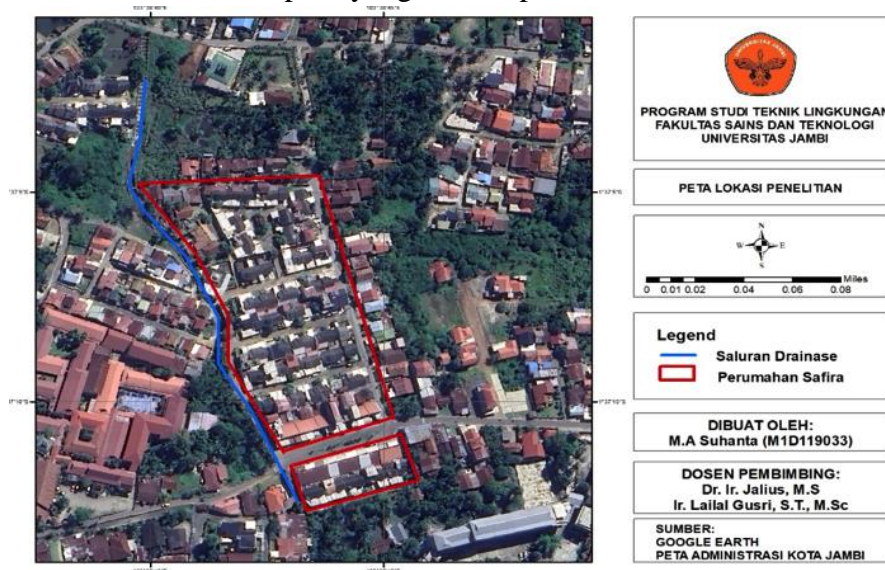 UNIVERSITAS JAMBI
PROGRAM STUDI TEKNIK LINGKUNGAN
FAKULTAS SAINS DAN TEKNOLOGI
UNIVERSITAS JAMBI
PETA LOKASI PENELITIAN
N
W E
S
Miles
0 0.01 0.02 0.04 0.06 0.08
Legend
Saluran Drainase
Perumahan Safira
DIBUAT OLEH:
M.A Suhanta (M1D119033)
DOSEN PEMBIMBING:
Dr. Ir. Jalius, M.S
Ir. Lailal Gusri, S.T., M.Sc
SUMBER:
GOOGLE EARTH
PETA ADMINISTRASI KOTA JAMBI